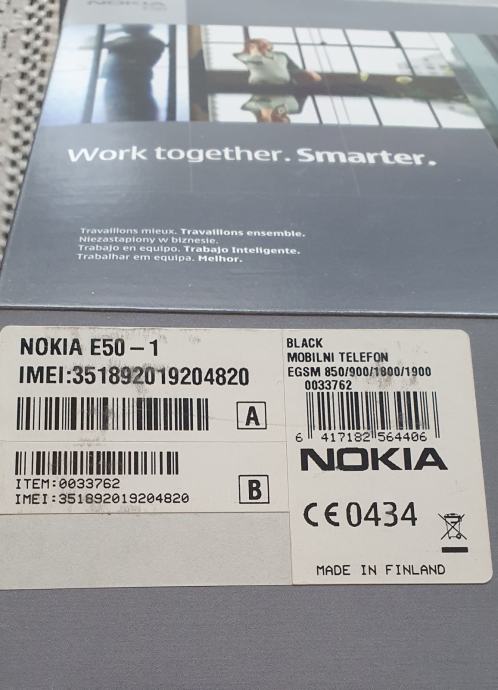 NOKIA
Work together. Smarter.
Travaillons mieux. Travaillons ensemble.
Niezastąpiony w biznesie.
Trabajo en equipo. Trabajo Inteligente.
Trabalhar em equipa. Melhor.
NOKIA E50-1
IMEI:351892019204820
A
ITEM:0033762
IMEI:351892019204820
B
BLACK
MOBILNI TELEFON
EGSM 850/900/1800/1900
0033762
6 417182 564406
NOKIA
CE0434
MADE IN FINLAND